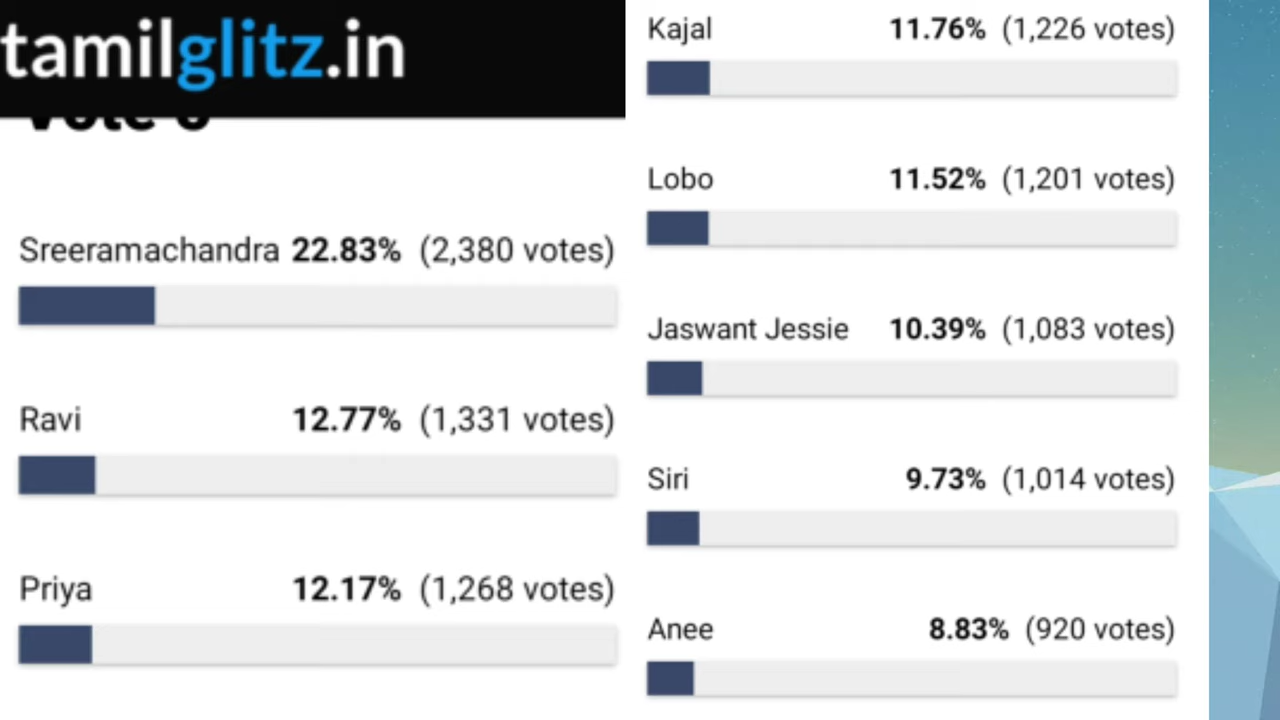 tamilglitz.in
Sreeramachandra 22.83% (2,380 votes)
Ravi 12.77% (1,331 votes)
Priya 12.17% (1,268 votes)
Kajal 11.76% (1,226 votes)
Lobo 11.52% (1,201 votes)
Jaswant Jessie 10.39% (1,083 votes)
Siri 9.73% (1,014 votes)
Anee 8.83% (920 votes)